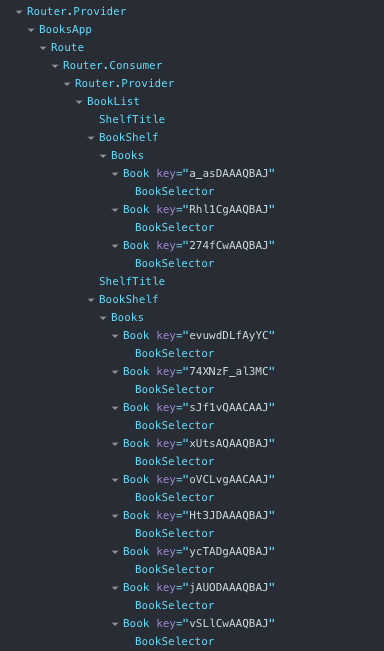 Router.Provider
BooksApp
Route
Router.Consumer
Router.Provider
BookList
ShelfTitle
BookShelf
Books
Book key="a_asDAAAQBAJ"
BookSelector
Book key="Rhl1CgAAQBAJ"
BookSelector
Book key="274fCwAAQBAJ"
BookSelector
ShelfTitle
BookShelf
Books
Book key="evuwdDLfAyYC"
BookSelector
Book key="74XNzF_al3MC"
BookSelector
Book key="sJf1vQAACAAJ"
BookSelector
Book key="xUtsAQAAQBAJ"
BookSelector
Book key="oVCLvgAACAAJ"
BookSelector
Book key="Ht3JDAAAQBAJ"
BookSelector
Book key="ycTADgAAQBAJ"
BookSelector
Book key="jAUODAAAQBAJ"
BookSelector
Book key="vSLlCwAAQBAJ"
BookSelector